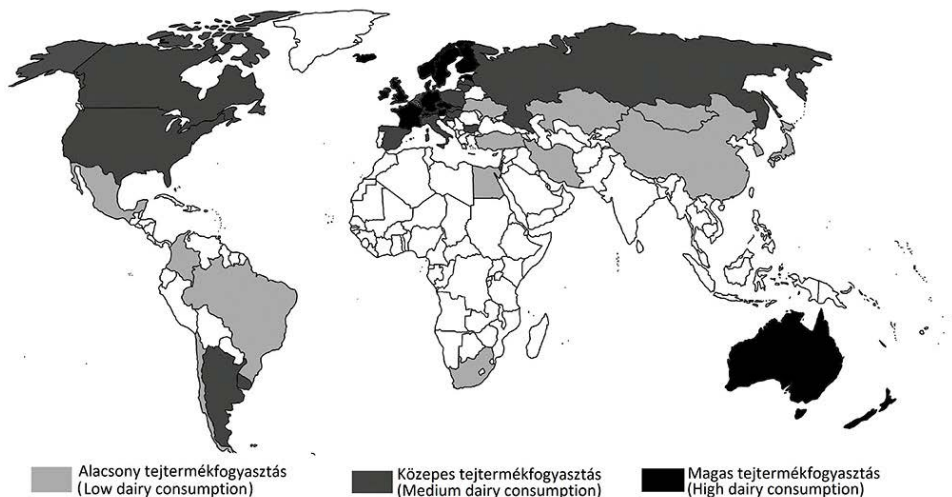 Alacsony tejtermékfogyasztás
(Low dairy consumption)
Közepes tejtermékfogyasztás
(Medium dairy consumption)
Magas tejtermékfogyasztás
(High dairy consumption)